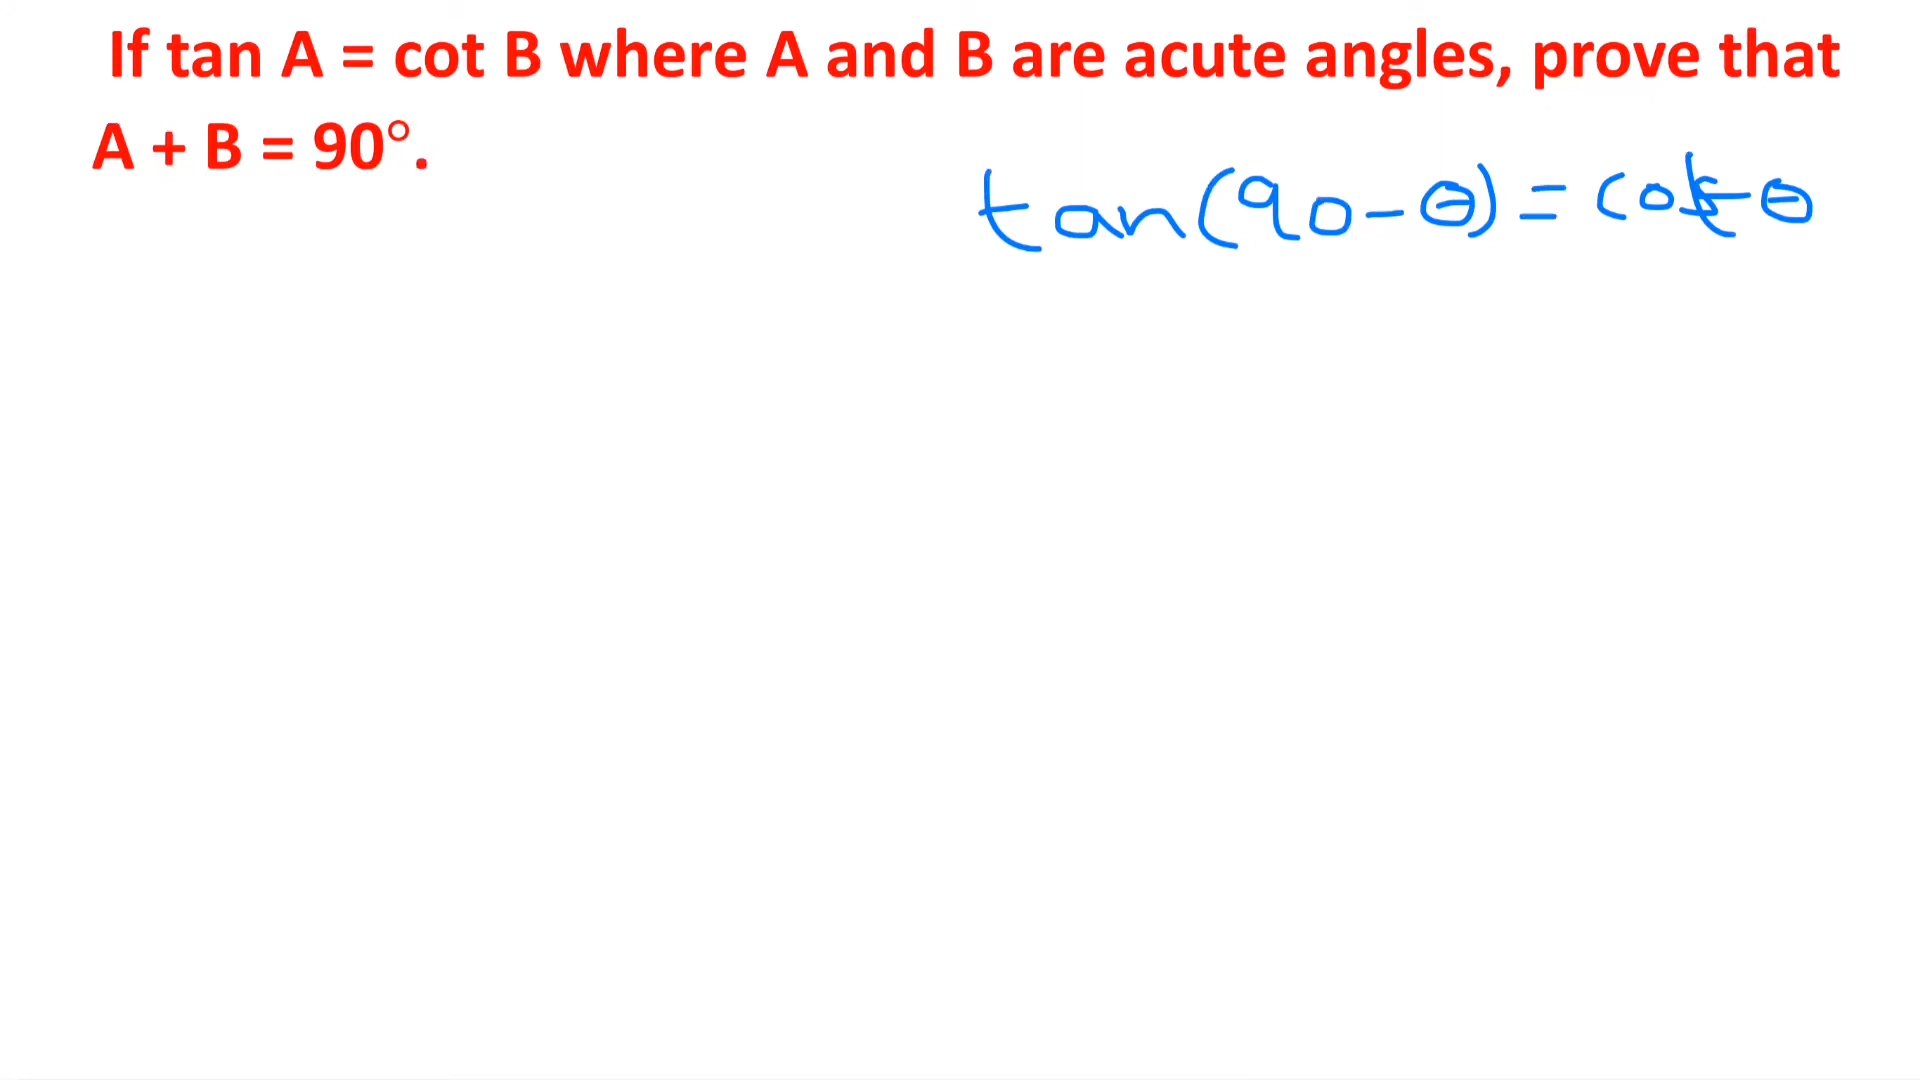 If tan A = cot B where A and B are acute angles, prove that
A + B = 90°.
tan(90-θ)=cotθ